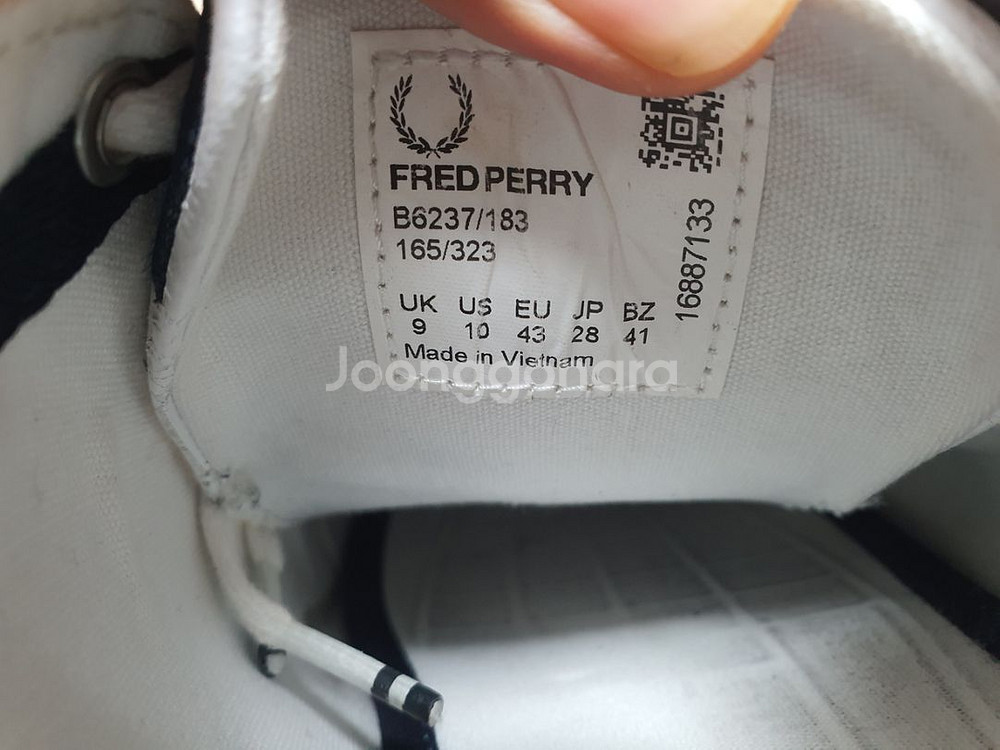 FRED PERRY
B6237/183
165/323
UK US EU JP BZ
9 10 43 28 41
Made in Vietnam
16887133
Joonggonara